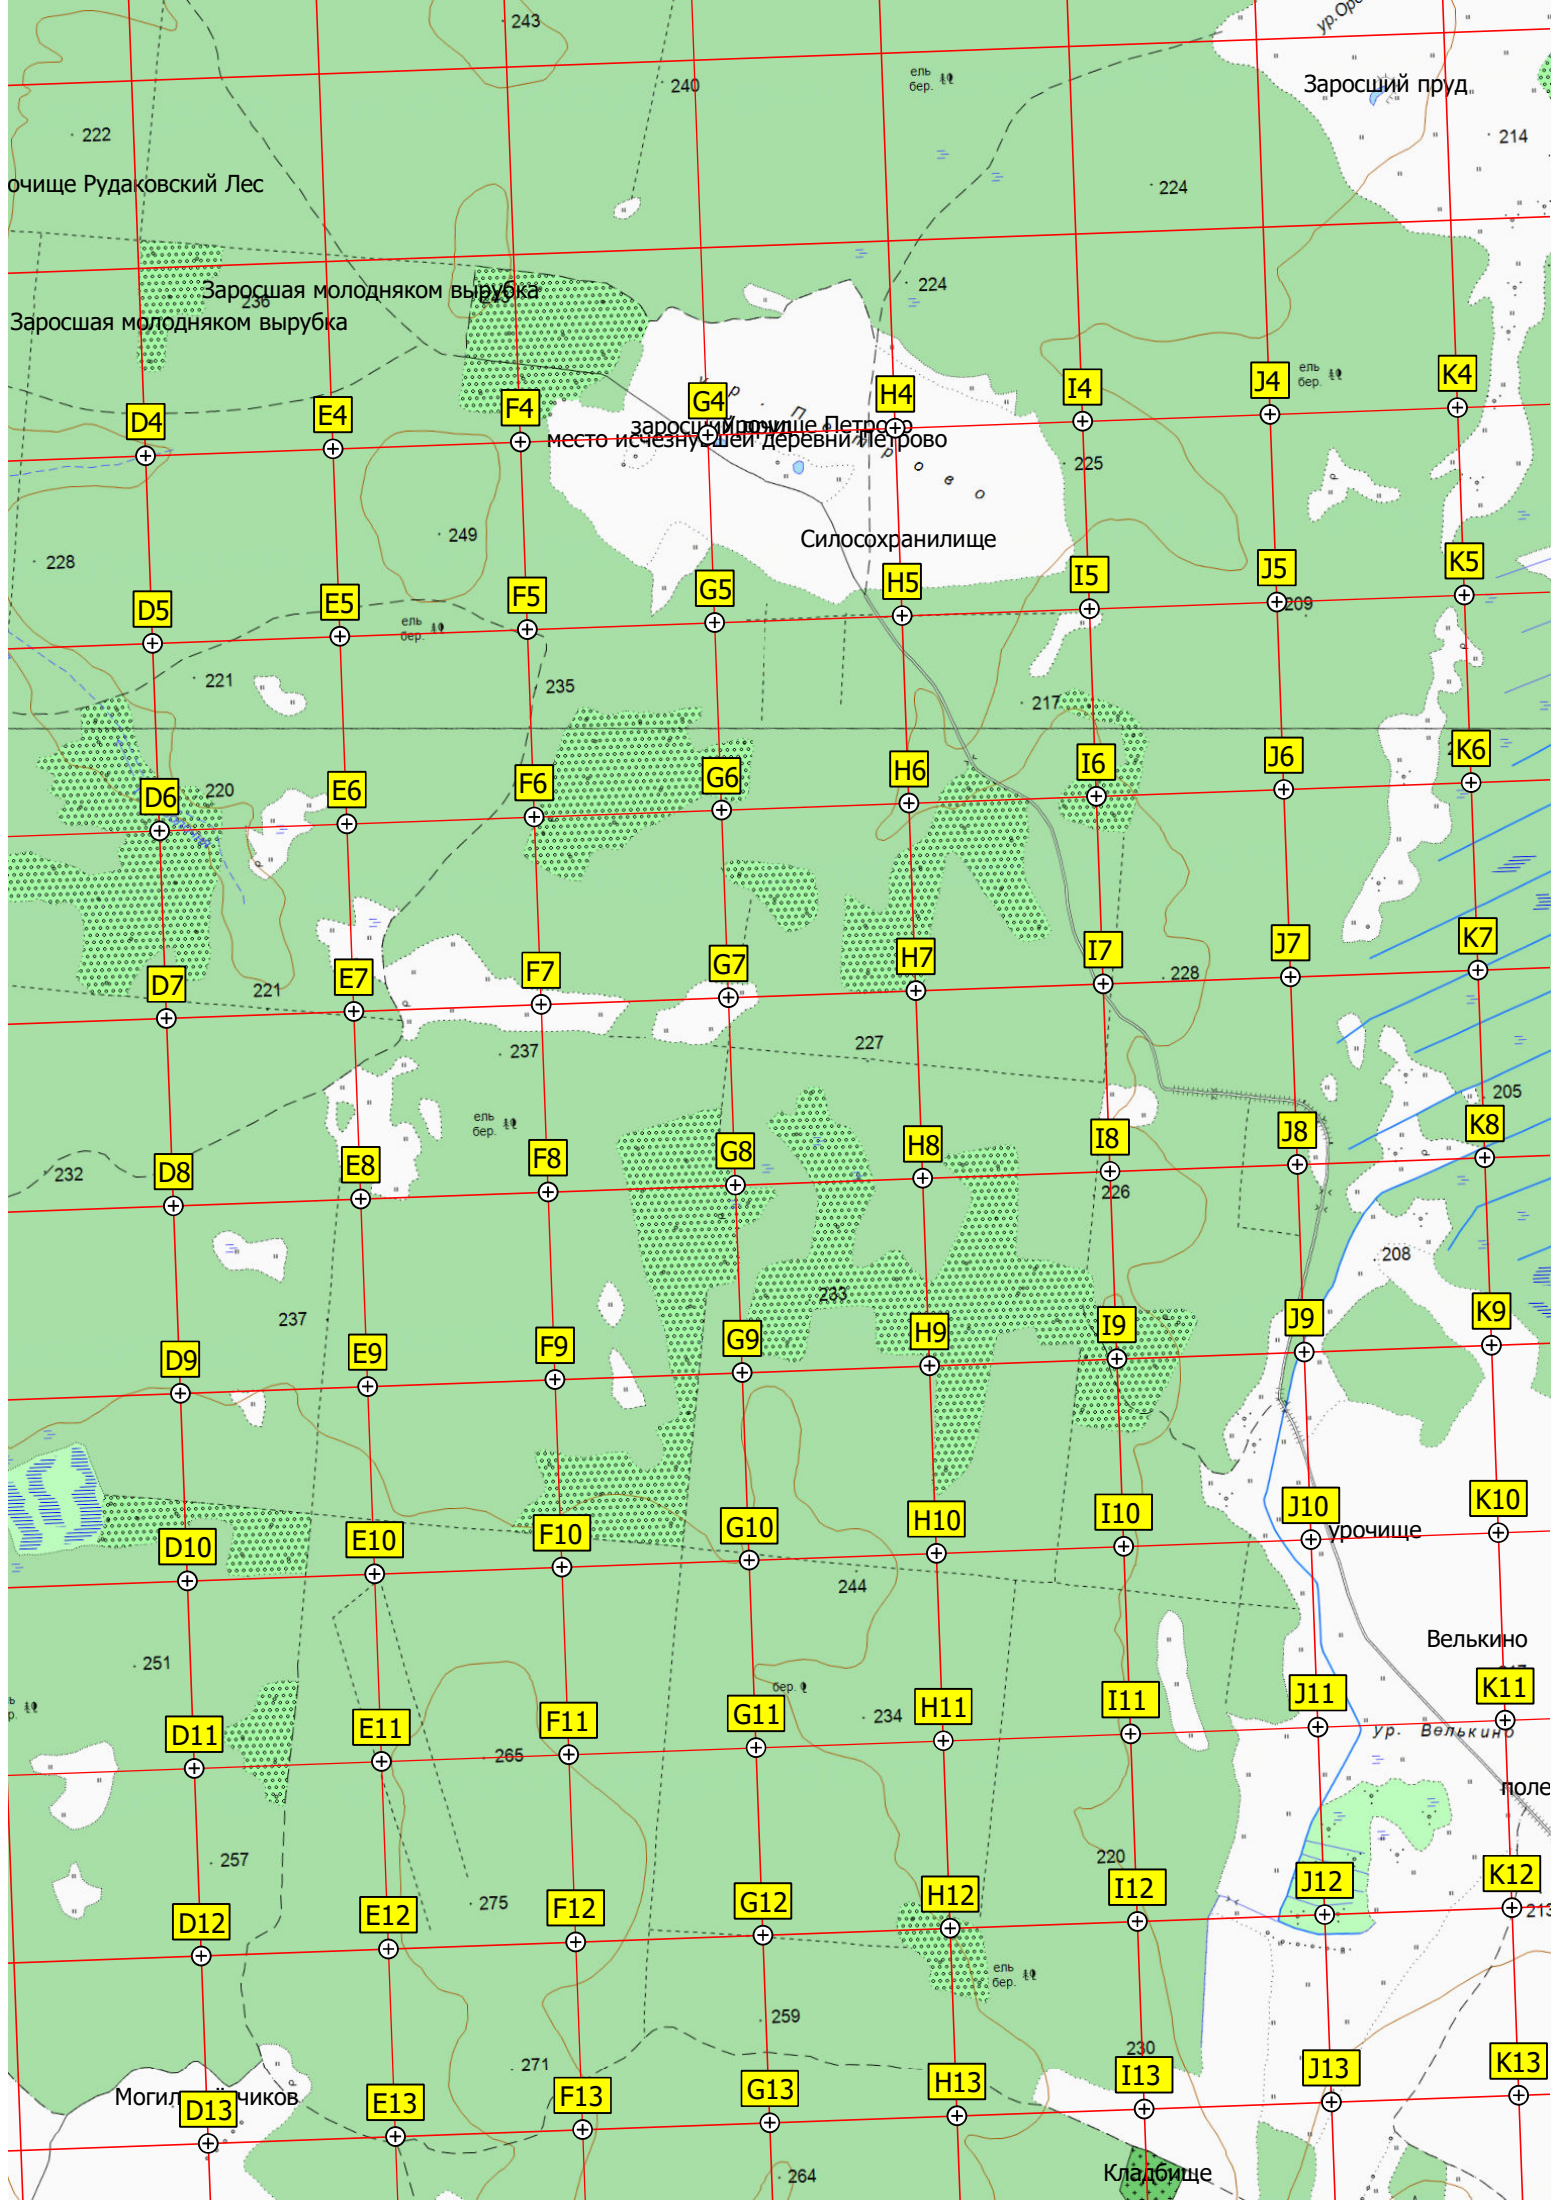 243
ур.Оро
240
ель
бер.
Заросший пруд
222
214
очище Рудаковский Лес
224
224
Заросшая молодняком вырубка
236
Заросшая молодняком вырубка
ель
бер.
D4 E4 F4 G4 H4 I4 J4 K4
Урочище Петрово
место исчезнувшей деревни Петрово
225
249
Силосохранилище
228
D5 E5 F5 G5 H5 I5 J5 K5
209
ель
бер.
221
235
217
D6 E6 F6 G6 H6 I6 J6 K6
220
D7 E7 F7 G7 H7 I7 J7 K7
221
228
237
227
205
ель
бер.
D8 E8 F8 G8 H8 I8 J8 K8
232
226
208
233
237
D9 E9 F9 G9 H9 I9 J9 K9
D10 E10 F10 G10 H10 I10 J10 K10
урочище
244
Велькино
251
бер.
234
D11 E11 F11 G11 H11 I11 J11 K11
ур. Велькино
265
поле
257
220
275
D12 E12 F12 G12 H12 I12 J12 K12
213
ель
бер.
259
271
230
D13 E13 F13 G13 H13 I13 J13 K13
264
Кладбище